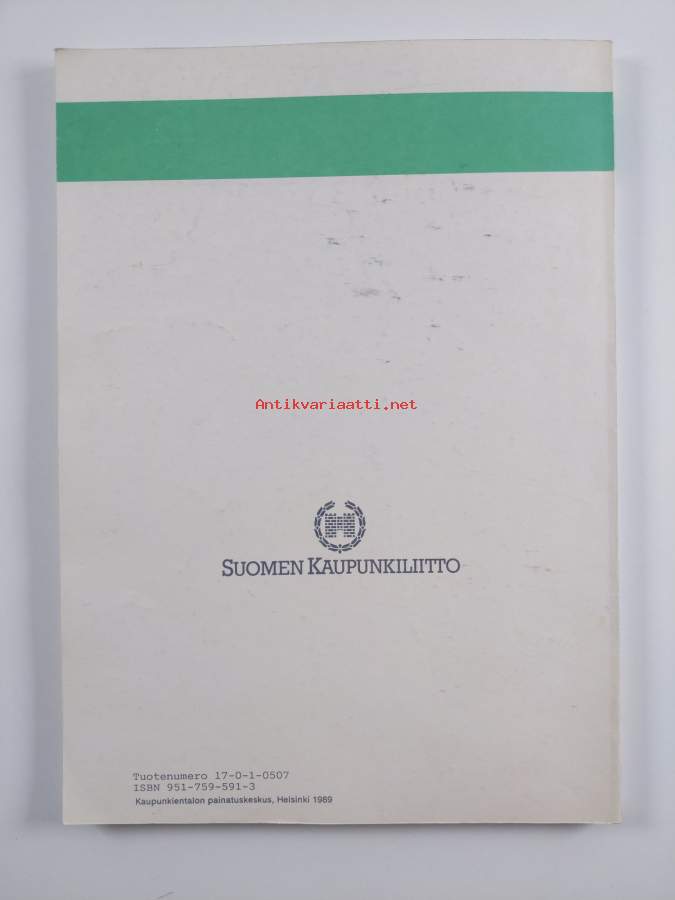 Antikvariaatti.net
SUOMEN KAUPUNKILIITTO
Tuotenumero 17-0-1-0507
ISBN 951-759-591-3
Kaupunkientalon painatuskeskus, Helsinki 1989